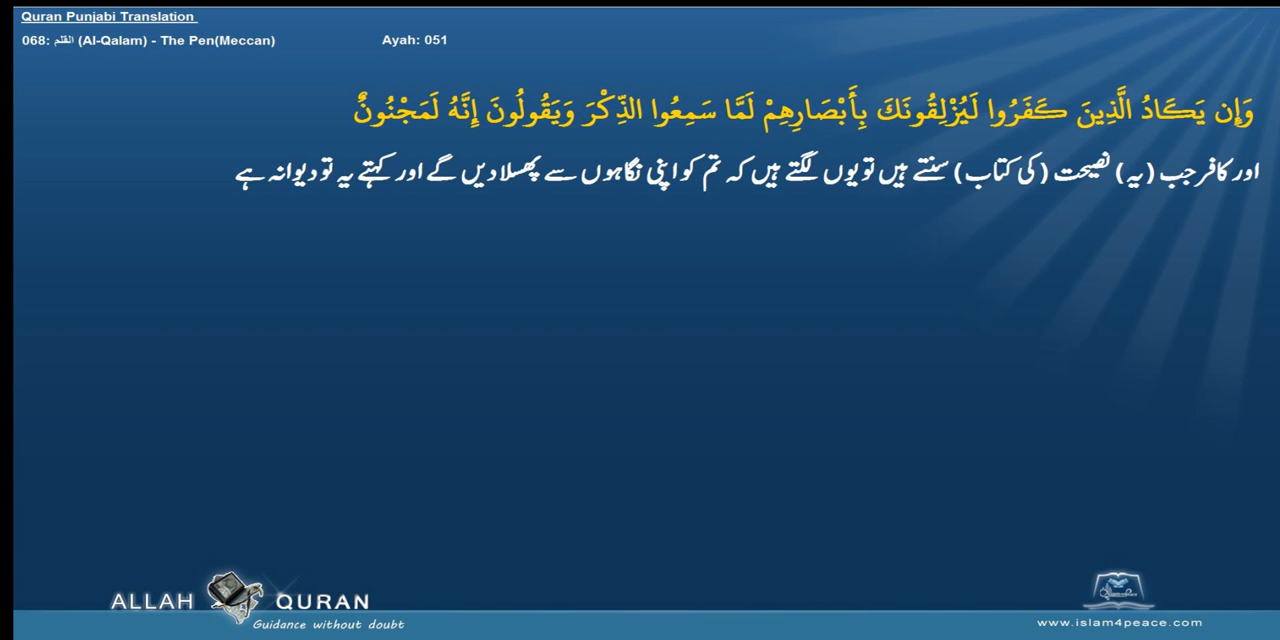 Quran Punjabi Translation
068: القلم (Al-Qalam) - The Pen(Meccan) Ayah: 051
وَإِن يَكَادُ الَّذِينَ كَفَرُوا لَيُزْلِقُونَكَ بِأَبْصَارِهِمْ لَمَّا سَمِعُوا الذِّكْرَ وَيَقُولُونَ إِنَّهُ لَمَجْنُونٌ
اور کافر جب (یہ) نصیحت (کی کتاب) سنتے ہیں تو یوں لگتے ہیں کہ تم کو اپنی نگاہوں سے پھسلا دیں گے اور کہتے یہ تو دیوانہ ہے
ALLAH QURAN
Guidance without doubt
www.islam4peace.com